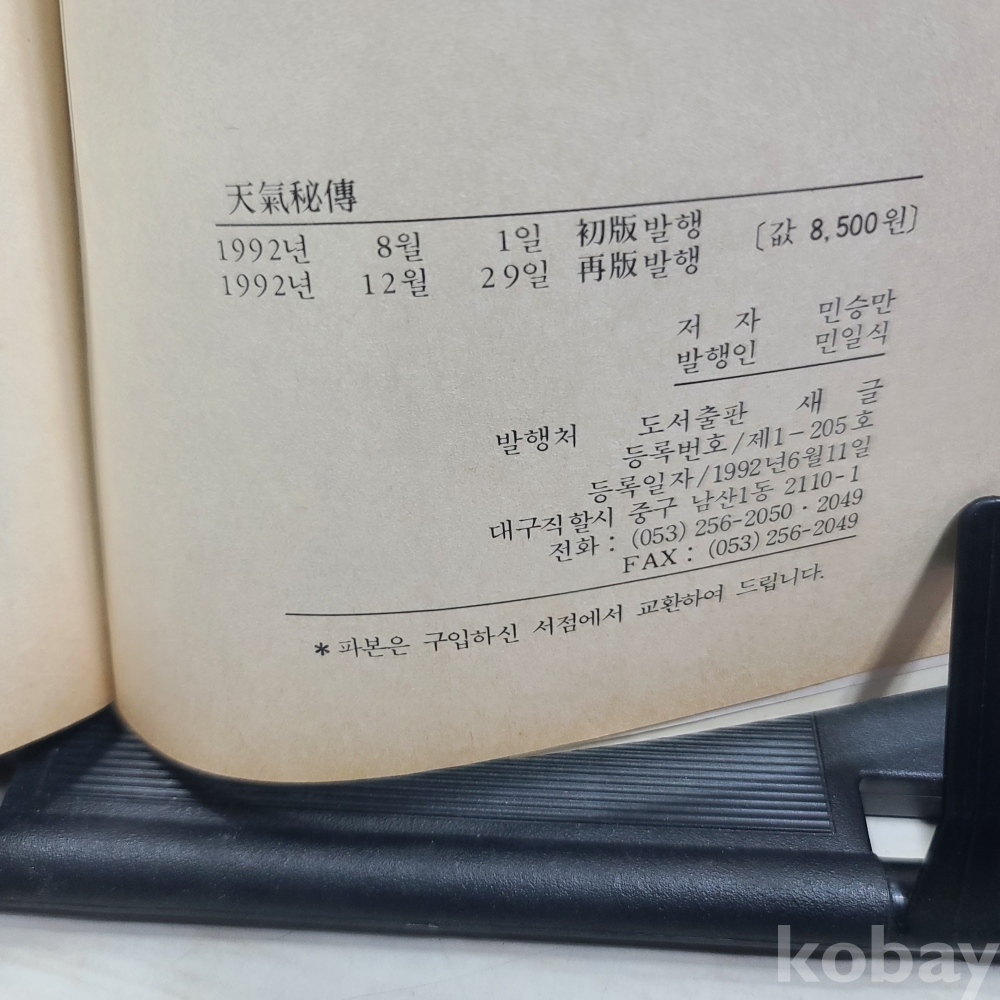 天氣秘傳
1992년 8월 1일 初版발행 〔값 8,500원〕
1992년 12월 29일 再版발행
저 자 민승만
발행인 민일식
발행처 도서출판 새 글
등록번호/제1-205호
등록일자/1992년6월11일
대구직할시 중구 남산1동 2110-1
전화 : (053) 256-2050 · 2049
FAX : (053) 256-2049
* 파본은 구입하신 서점에서 교환하여 드립니다.
kobay